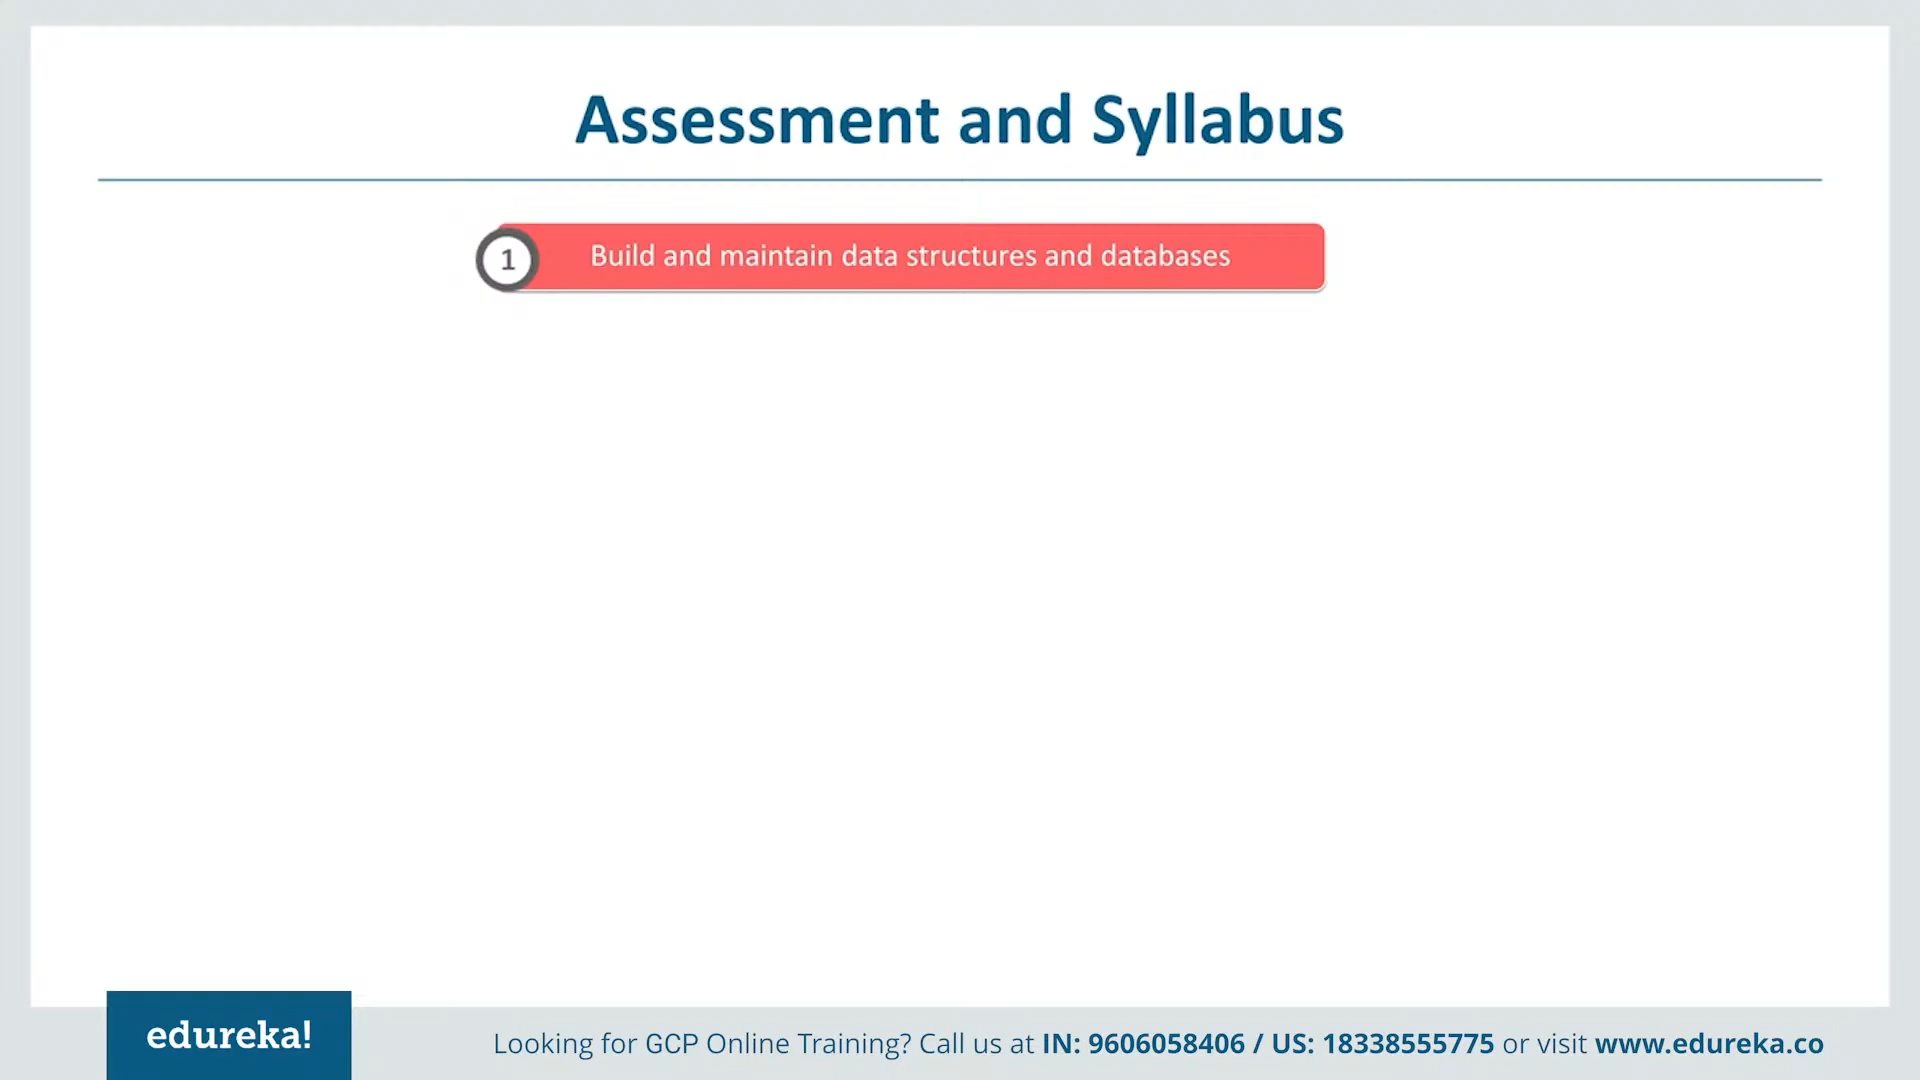 Assessment and Syllabus
1 Build and maintain data structures and databases
edureka!
Looking for GCP Online Training? Call us at IN: 9606058406 / US: 18338555775 or visit www.edureka.co